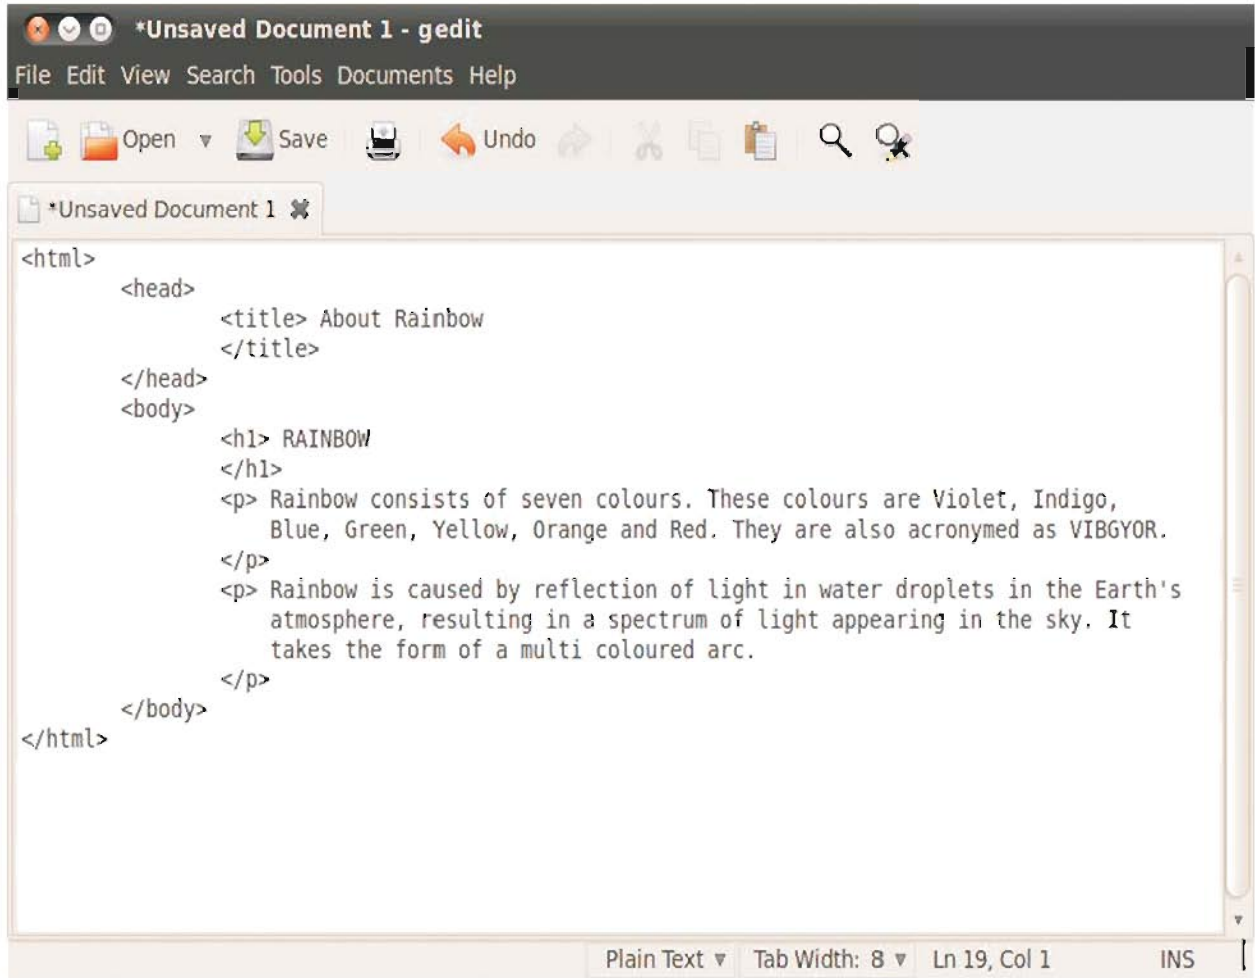 *Unsaved Document 1 - gedit
File Edit View Search Tools Documents Help
Open Save Undo
*Unsaved Document 1
<html>
<head>
<title> About Rainbow
</title>
</head>
<body>
<h1> RAINBOW
</h1>
<p> Rainbow consists of seven colours. These colours are Violet, Indigo,
Blue, Green, Yellow, Orange and Red. They are also acronymed as VIBGYOR.
</p>
<p> Rainbow is caused by reflection of light in water droplets in the Earth's
atmosphere, resulting in a spectrum of light appearing in the sky. It
takes the form of a multi coloured arc.
</p>
</body>
</html>
Plain Text Tab Width: 8 Ln 19, Col 1 INS